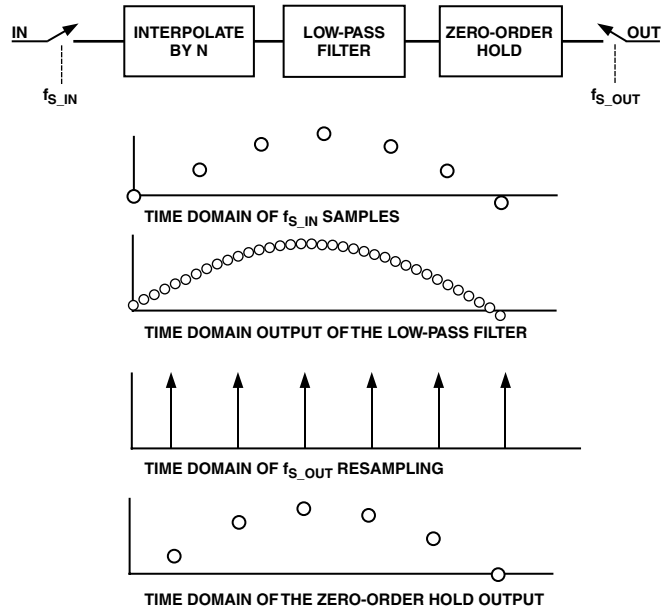 IN
INTERPOLATE
BY N
LOW-PASS
FILTER
ZERO-ORDER
HOLD
OUT
fS_IN
fS_OUT
TIME DOMAIN OF fS_IN SAMPLES
TIME DOMAIN OUTPUT OF THE LOW-PASS FILTER
TIME DOMAIN OF fS_OUT RESAMPLING
TIME DOMAIN OF THE ZERO-ORDER HOLD OUTPUT